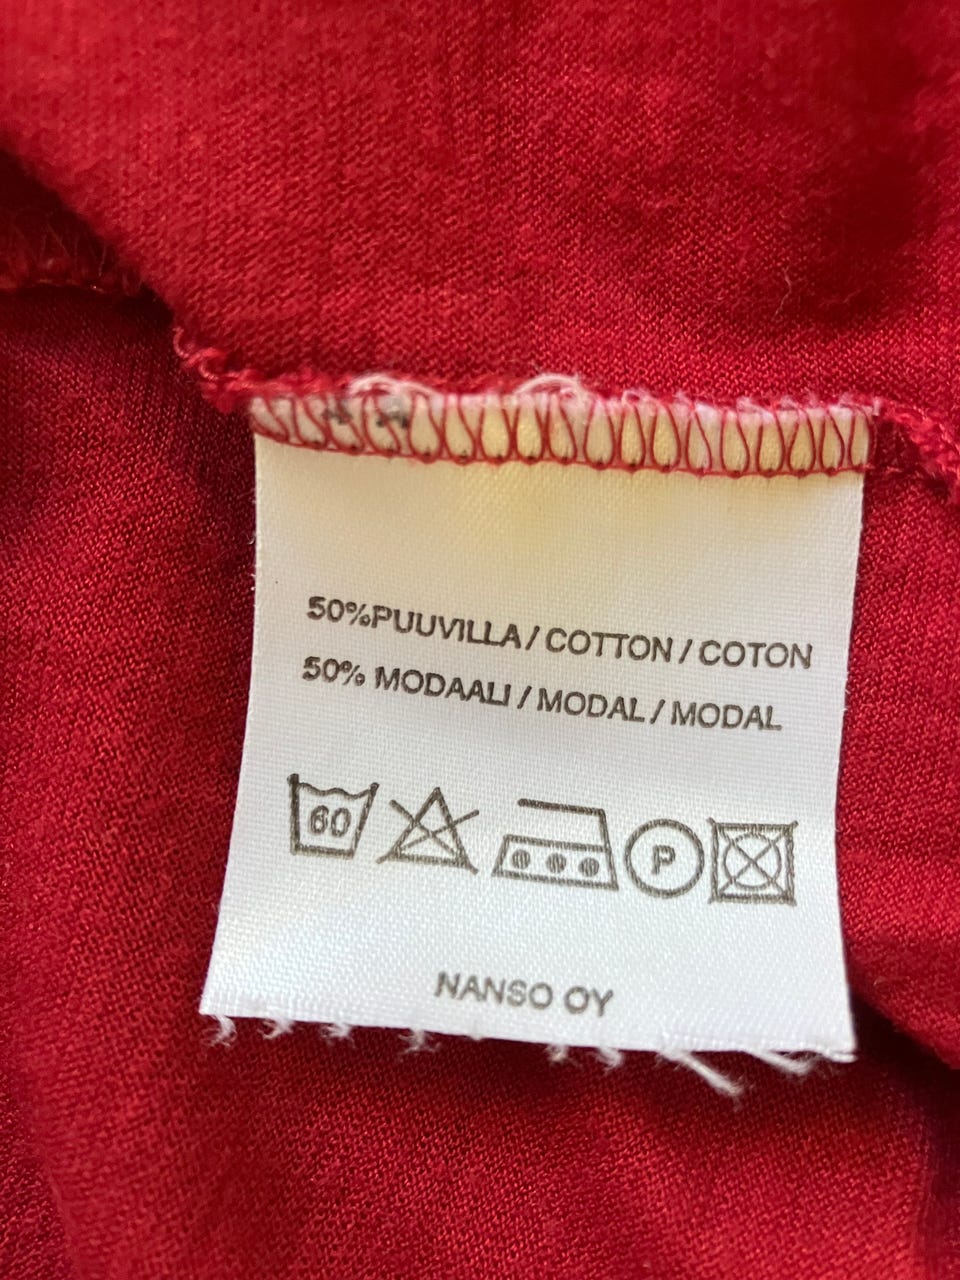 50%PUUVILLA / COTTON / COTON
50% MODAALI / MODAL / MODAL
60 P
NANSO OY